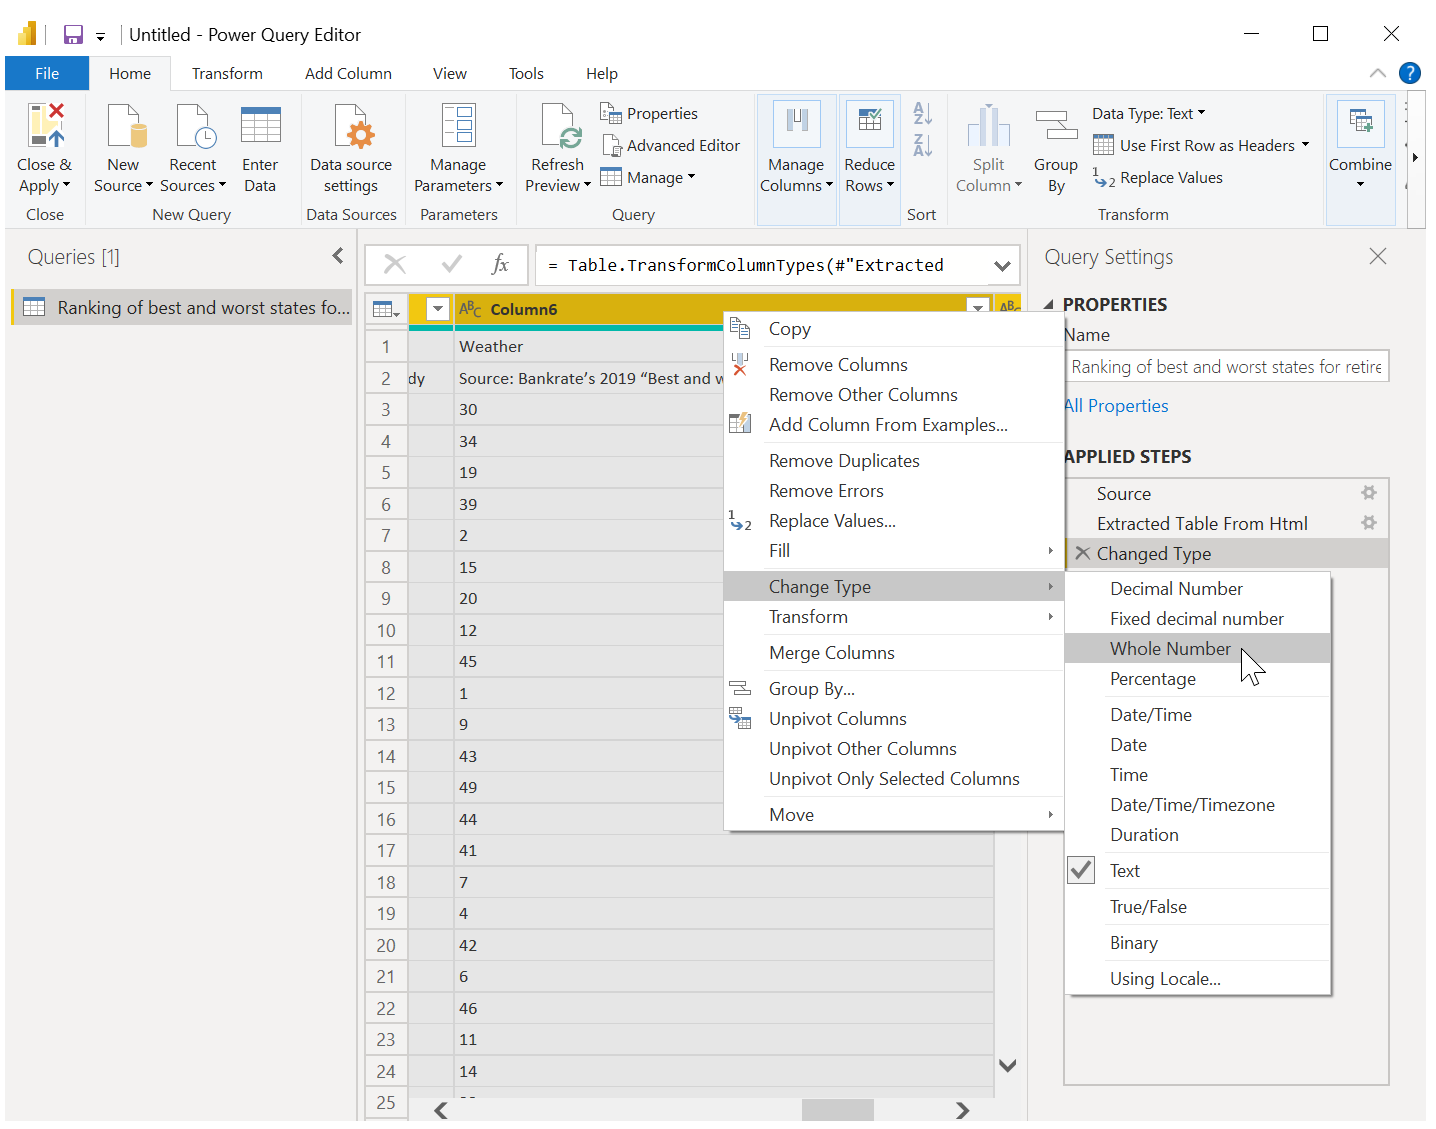 Untitled - Power Query Editor
File Home Transform Add Column View Tools Help
Close & Apply
Close
New Source
Recent Sources
Enter Data
New Query
Data source settings
Data Sources
Manage Parameters
Parameters
Refresh Preview
Properties
Advanced Editor
Manage
Query
Manage Columns
Reduce Rows
Sort
Split Column
Group By
Data Type: Text
Use First Row as Headers
Replace Values
Transform
Combine
Queries [1]
Ranking of best and worst states fo...
fx
= Table.TransformColumnTypes(#"Extracted
ABC Column6
ABC
1 Weather
2 dy Source: Bankrate’s 2019 “Best and w
3 30
4 34
5 19
6 39
7 2
8 15
9 20
10 12
11 45
12 1
13 9
14 43
15 49
16 44
17 41
18 7
19 4
20 42
21 6
22 46
23 11
24 14
25
Copy
Remove Columns
Remove Other Columns
Add Column From Examples...
Remove Duplicates
Remove Errors
Replace Values...
Fill
Change Type
Transform
Merge Columns
Group By...
Unpivot Columns
Unpivot Other Columns
Unpivot Only Selected Columns
Move
Query Settings
PROPERTIES
Name
Ranking of best and worst states for retire
All Properties
APPLIED STEPS
Source
Extracted Table From Html
Changed Type
Decimal Number
Fixed decimal number
Whole Number
Percentage
Date/Time
Date
Time
Date/Time/Timezone
Duration
Text
True/False
Binary
Using Locale...